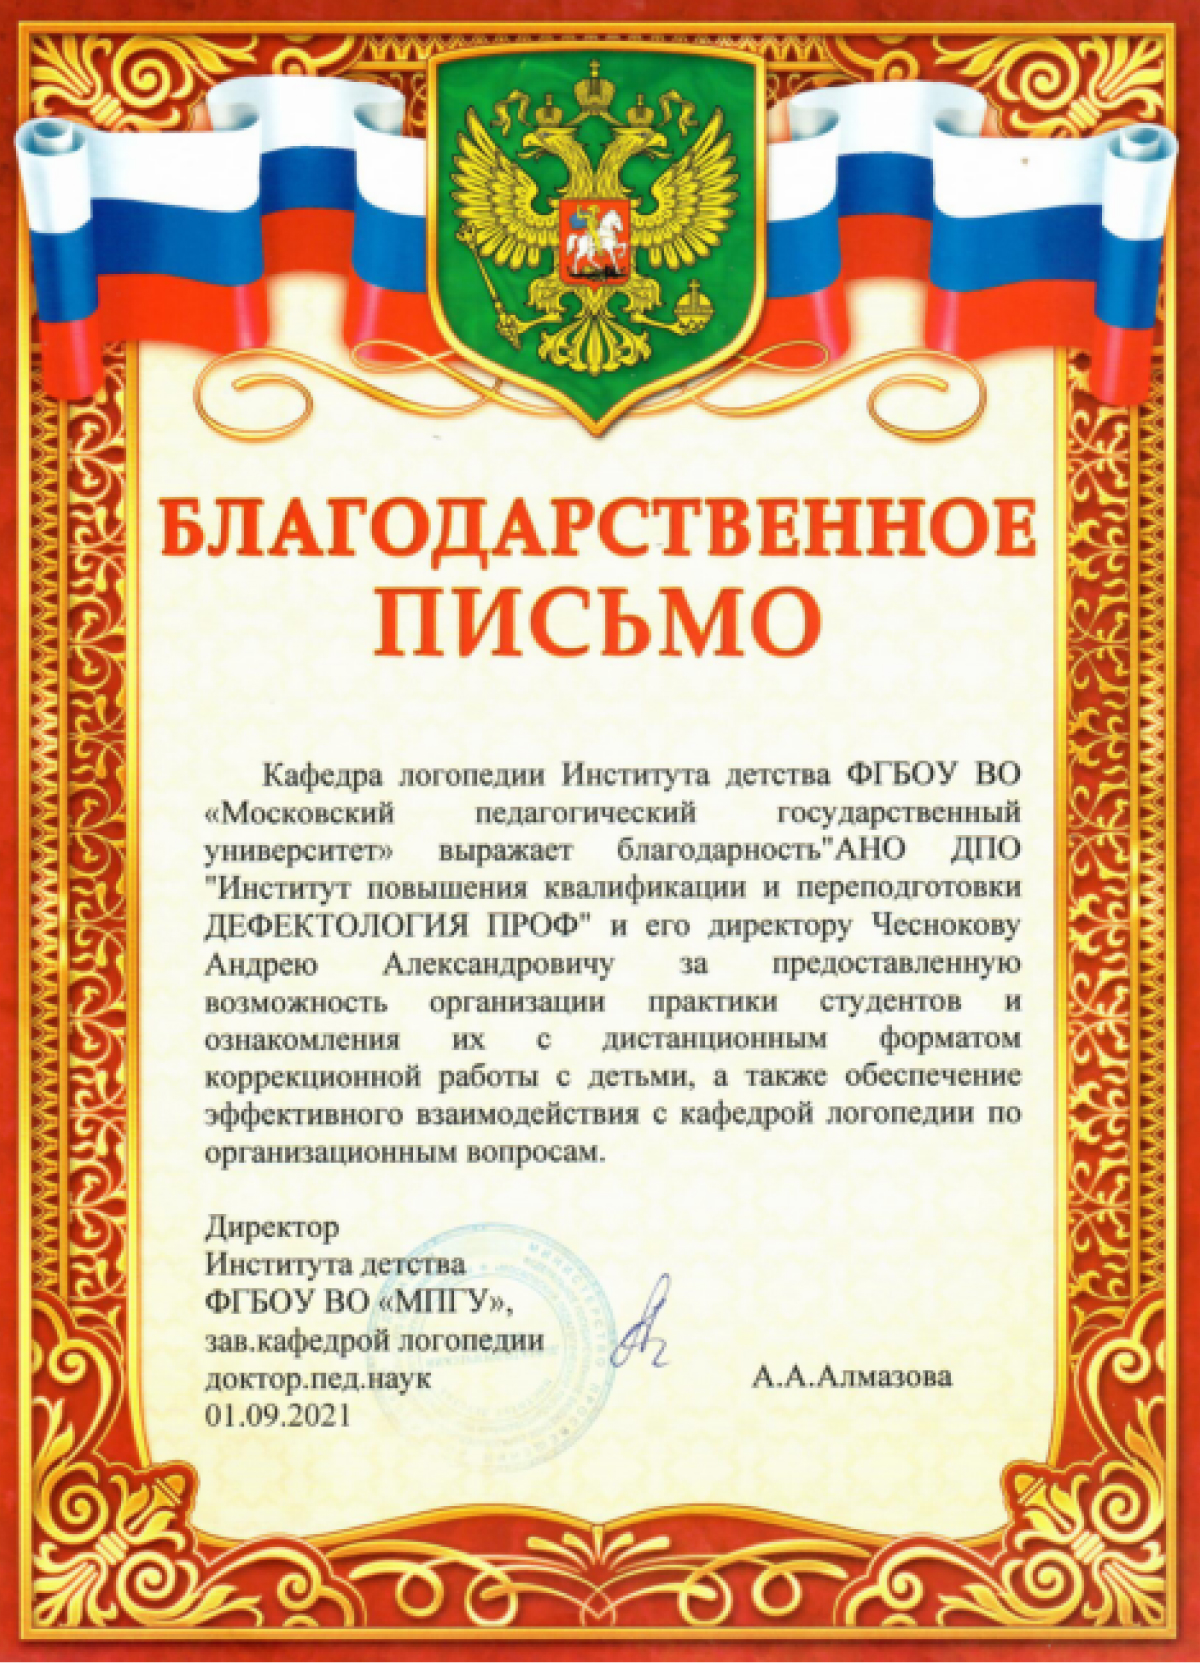 БЛАГОДАРСТВЕННОЕ
ПИСЬМО
Кафедра логопедии Института детства ФГБОУ ВО
«Московский педагогический государственный
университет» выражает благодарность"АНО ДПО
"Институт повышения квалификации и переподготовки
ДЕФЕКТОЛОГИЯ ПРОФ" и его директору Чеснокову
Андрею Александровичу за предоставленную
возможность организации практики студентов и
ознакомления их с дистанционным форматом
коррекционной работы с детьми, а также обеспечение
эффективного взаимодействия с кафедрой логопедии по
организационным вопросам.
Директор
Института детства
ФГБОУ ВО «МПГУ»,
зав.кафедрой логопедии
доктор.пед.наук
А.А.Алмазова
01.09.2021
МИНИСТЕРСТВО ПРОСВЕЩЕНИЯ